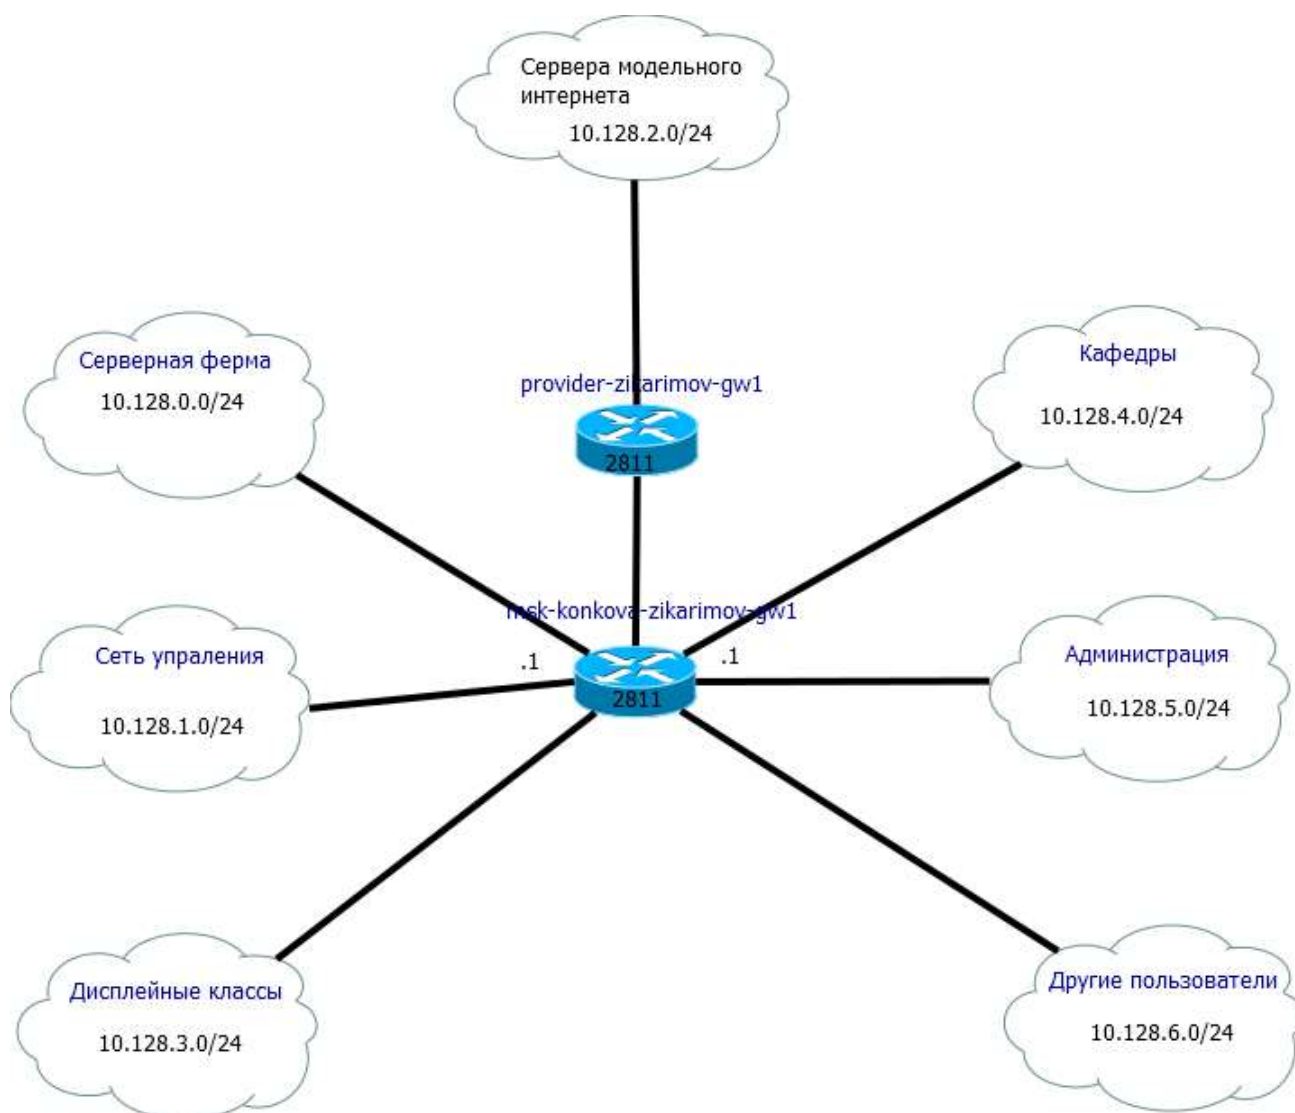 Сервера модельного
интернета
10.128.2.0/24
Серверная ферма
10.128.0.0/24
provider-zikarimov-gw1
2811
Кафедры
10.128.4.0/24
msk-konkova-zikarimov-gw1
.1
.1
2811
Сеть упраления
10.128.1.0/24
Администрация
10.128.5.0/24
Дисплейные классы
10.128.3.0/24
Другие пользователи
10.128.6.0/24